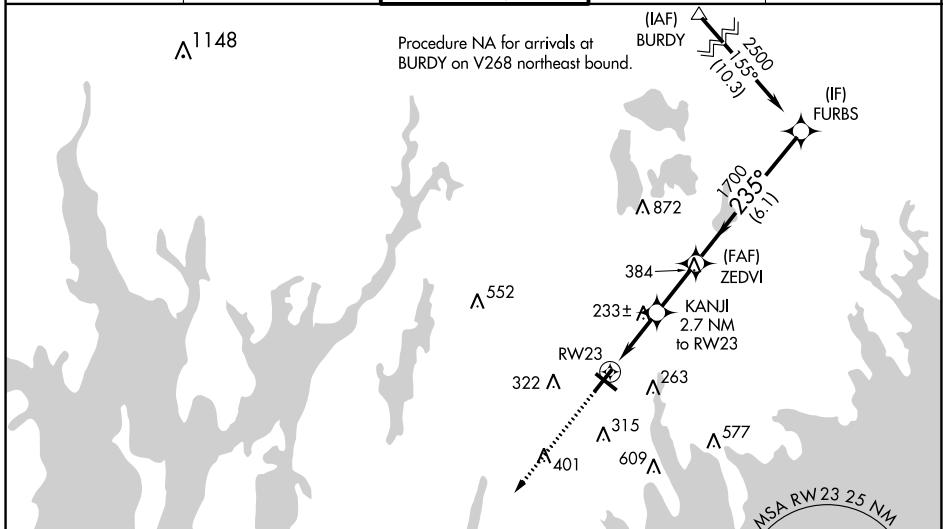 1148
Procedure NA for arrivals at
BURDY on V268 northeast bound.
(IAF)
BURDY
2500
155°
(10.3)
(IF)
FURBS
1700
235°
(6.1)
872
(FAF)
ZEDVI
384
552
233±
KANJI
2.7 NM
to RW23
RW23
322
263
315
577
401
609
MSA RW23 25 NM